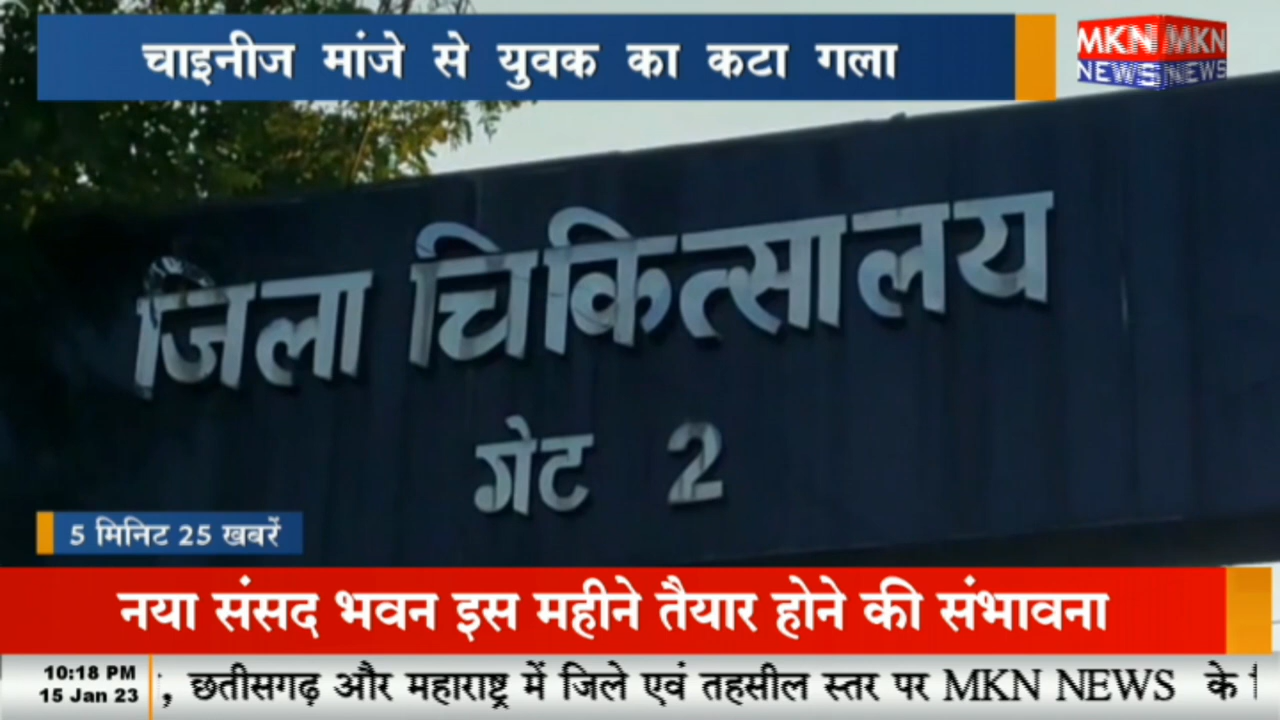 चाइनीज मांजे से युवक का कटा गला
MKN MKN
NEWS NEWS
जिला चिकित्सालय
गेट 2
5 मिनिट 25 खबरें
नया संसद भवन इस महीने तैयार होने की संभावना
10:18 PM
15 Jan 23
, छतीसगढ़ और महाराष्ट्र में जिले एवं तहसील स्तर पर MKN NEWS के